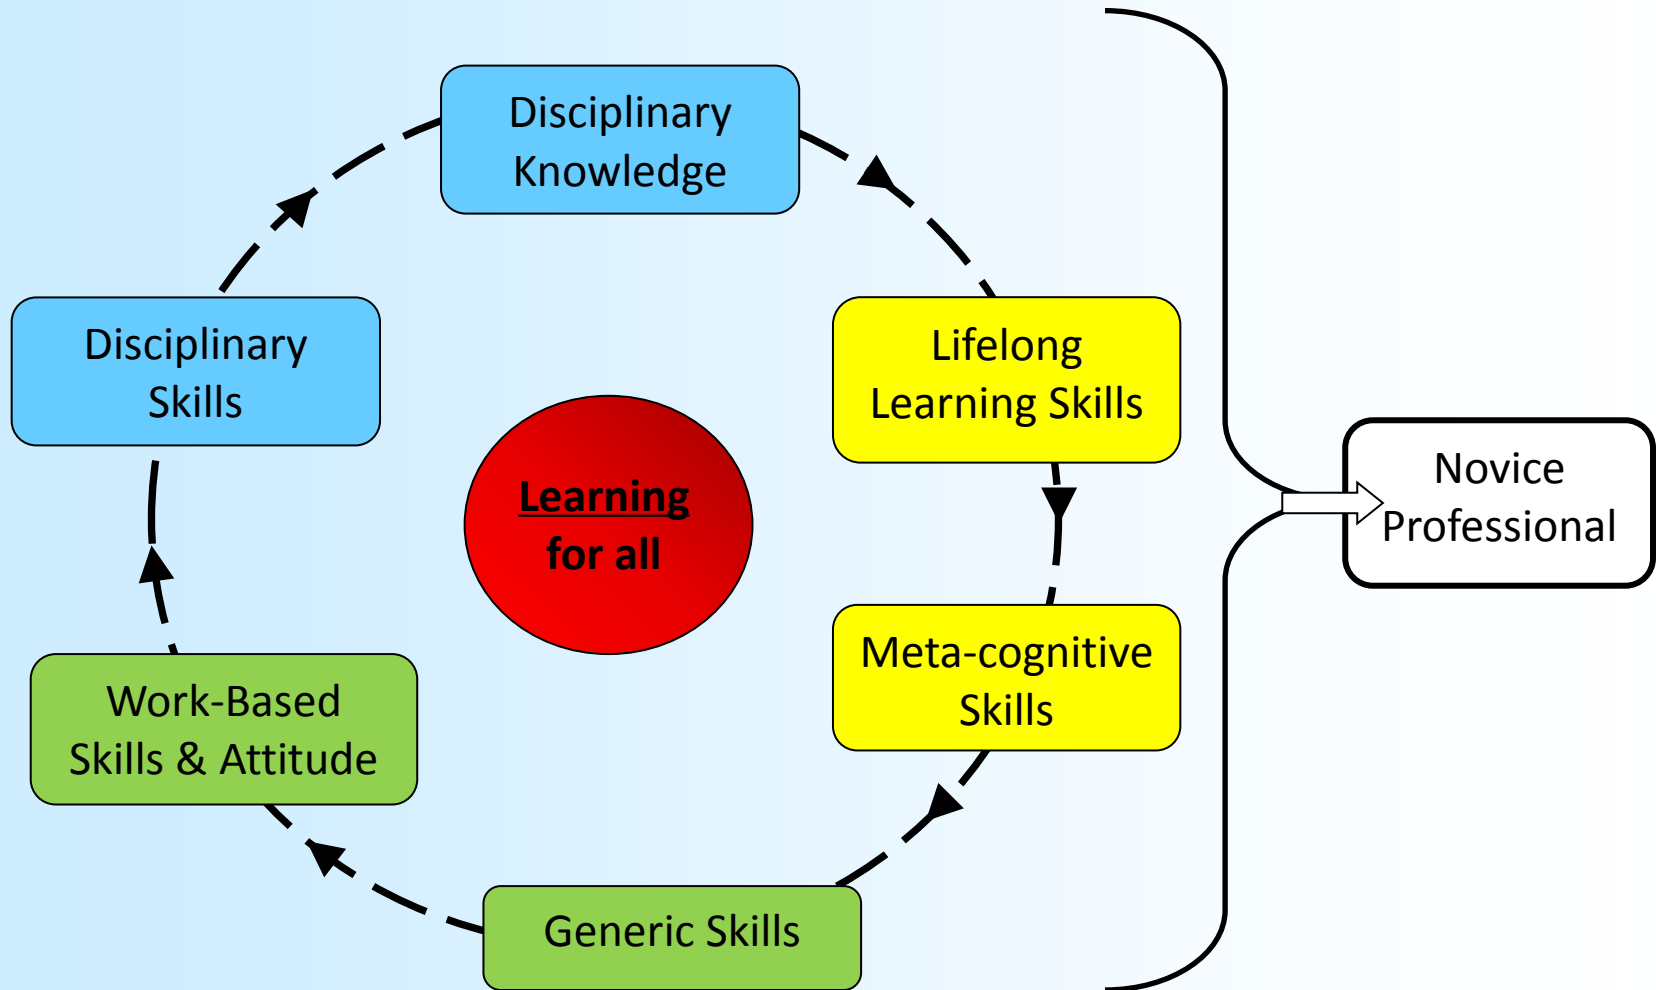 Disciplinary
Knowledge
Disciplinary
Skills
Lifelong
Learning Skills
Learning
for all
Novice
Professional
Meta-cognitive
Skills
Work-Based
Skills & Attitude
Generic Skills